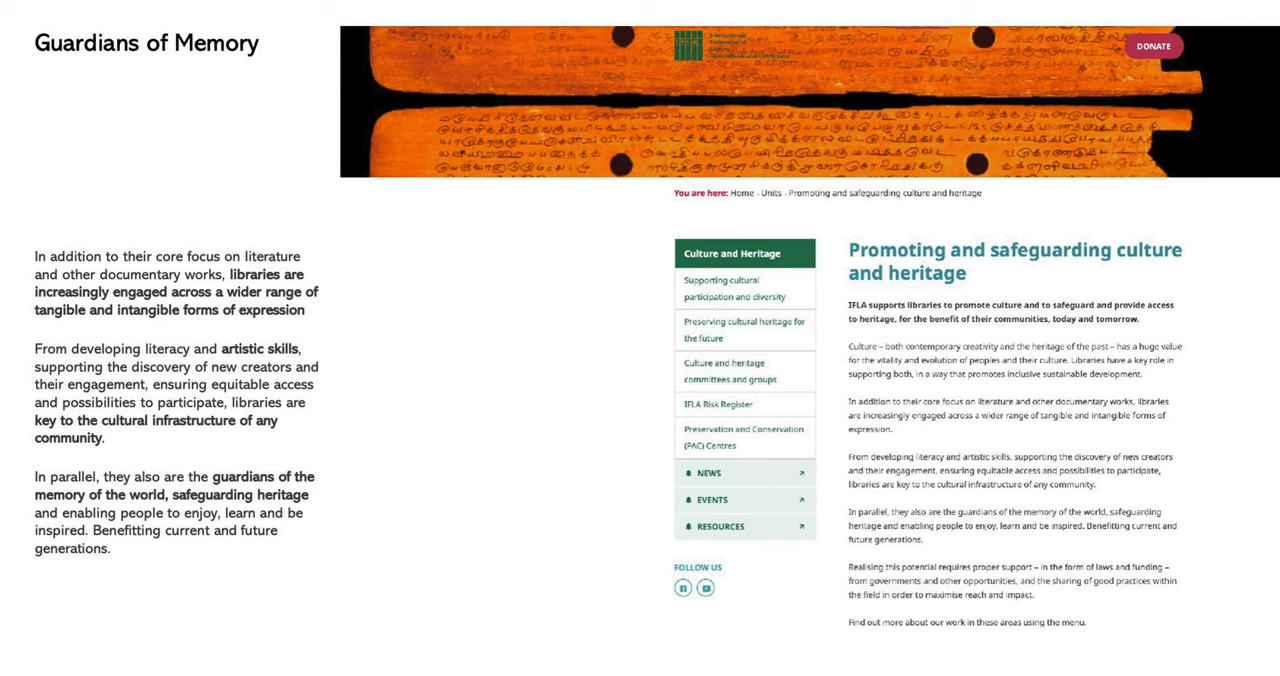 Guardians of Memory
In addition to their core focus on literature
and other documentary works, libraries are
increasingly engaged across a wider range of
tangible and intangible forms of expression
From developing literacy and artistic skills,
supporting the discovery of new creators and
their engagement, ensuring equitable access
and possibilities to participate, libraries are
key to the cultural infrastructure of any
community.
In parallel, they also are the guardians of the
memory of the world, safeguarding heritage
and enabling people to enjoy, learn and be
inspired. Benefitting current and future
generations.
DONATE
You are here: Home - Units - Promoting and safeguarding culture and heritage
Culture and Heritage
Supporting cultural
participation and diversity
Preserving cultural heritage for
the future
Culture and heritage
committees and groups
IFLA Risk Register
Preservation and Conservation
(PAC) Centres
NEWS
EVENTS
RESOURCES
FOLLOW US
Promoting and safeguarding culture
and heritage
IFLA supports libraries to promote culture and to safeguard and provide access
to heritage, for the benefit of their communities, today and tomorrow.
Culture – both contemporary creativity and the heritage of the past – has a huge value
for the vitality and evolution of peoples and their culture. Libraries have a key role in
supporting both, in a way that promotes inclusive sustainable development.
In addition to their core focus on literature and other documentary works, libraries
are increasingly engaged across a wider range of tangible and intangible forms of
expression.
From developing literacy and artistic skills, supporting the discovery of new creators
and their engagement, ensuring equitable access and possibilities to participate,
libraries are key to the cultural infrastructure of any community.
In parallel, they also are the guardians of the memory of the world, safeguarding
heritage and enabling people to enjoy, learn and be inspired. Benefitting current and
future generations.
Realising this potential requires proper support – in the form of laws and funding –
from governments and other opportunities, and the sharing of good practices within
the field in order to maximise reach and impact.
Find out more about our work in these areas using the menu.